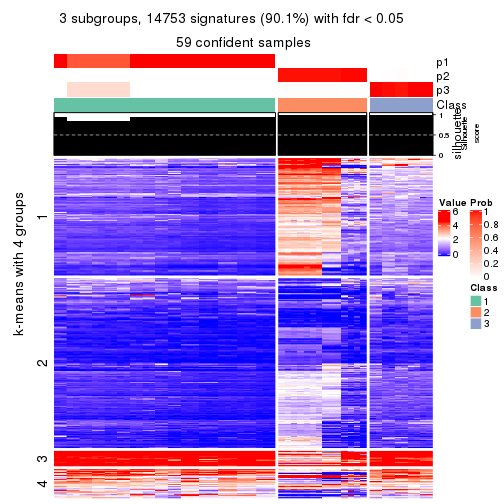 3 subgroups, 14753 signatures (90.1%) with fdr < 0.05
59 confident samples
p1
p2
p3
Class
1
0.5
0
silhouette
Silhouette
score
k-means with 4 groups
1
2
3
4
Value
6
4
2
0
Prob
1
0.8
0.6
0.4
0.2
0
Class
1
2
3